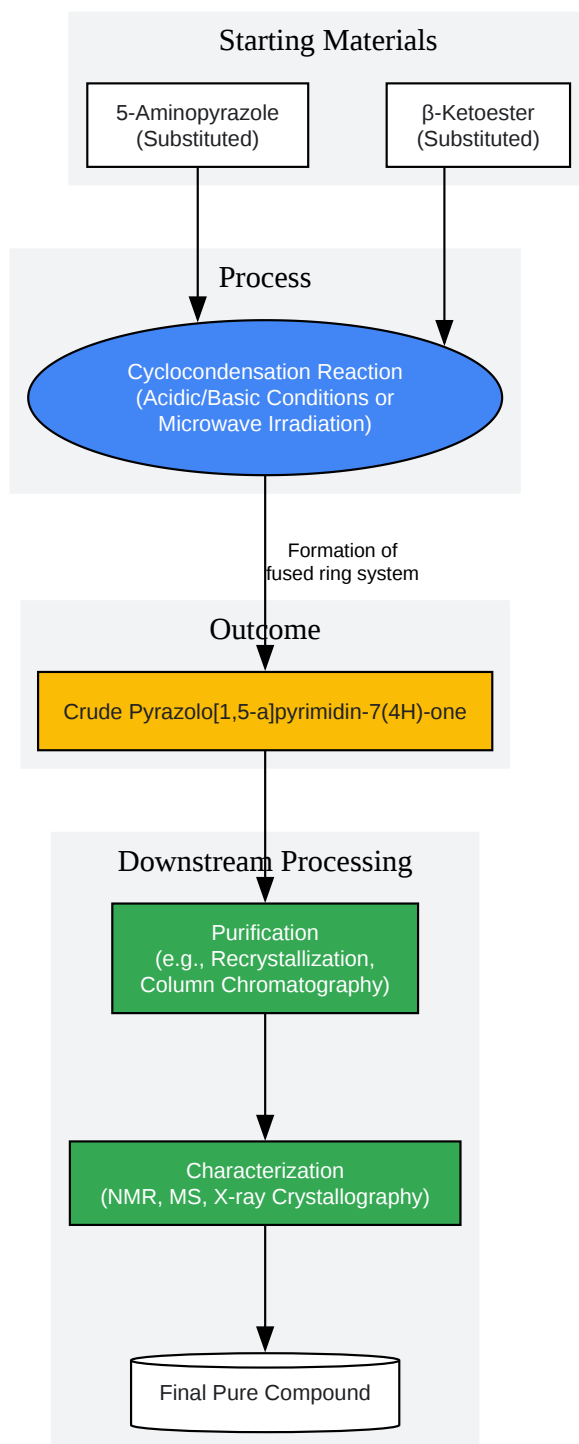 Starting Materials
5-Aminopyrazole
(Substituted)
β-Ketoester
(Substituted)
Process
Cyclocondensation Reaction
(Acidic/Basic Conditions or
Microwave Irradiation)
Formation of
fused ring system
Outcome
Crude Pyrazolo[1,5-a]pyrimidin-7(4H)-one
Downstream Processing
Purification
(e.g., Recrystallization,
Column Chromatography)
Characterization
(NMR, MS, X-ray Crystallography)
Final Pure Compound